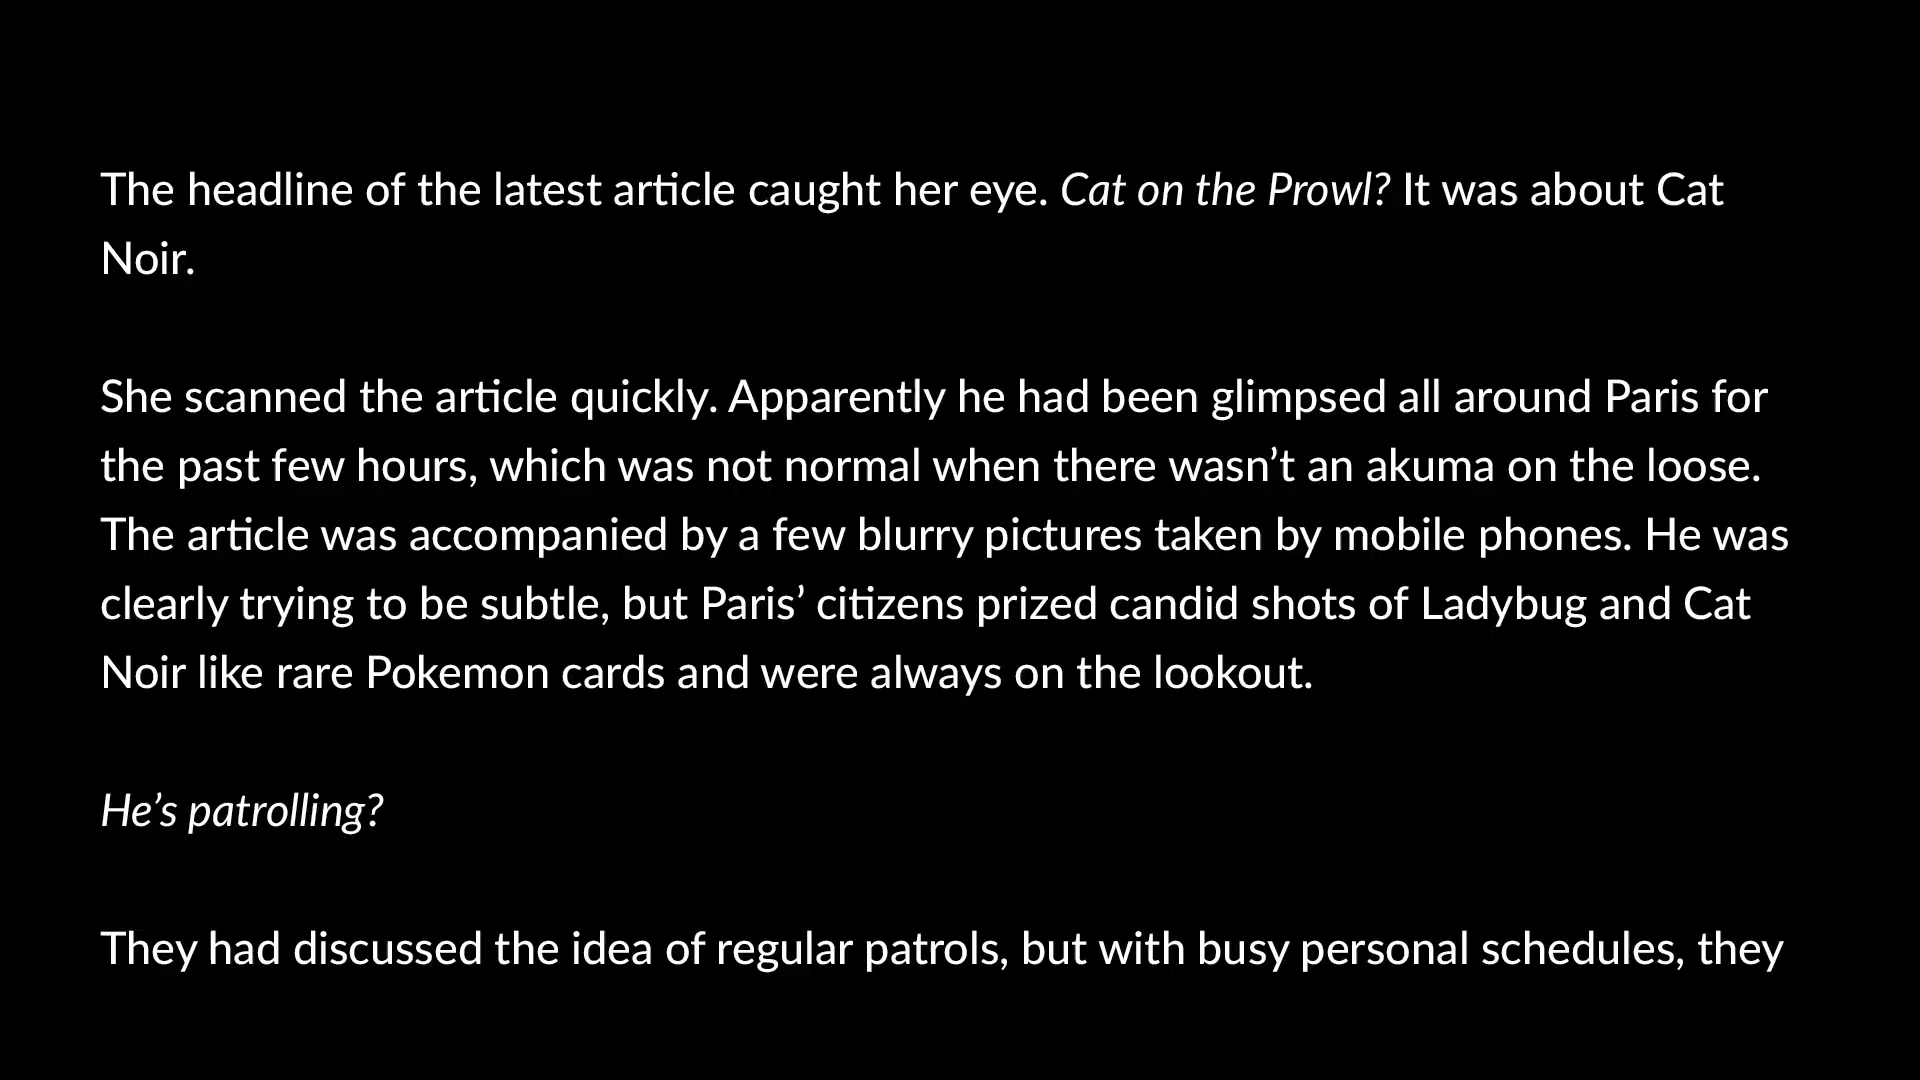 The headline of the latest article caught her eye. Cat on the Prowl? It was about Cat
Noir.
She scanned the article quickly. Apparently he had been glimpsed all around Paris for
the past few hours, which was not normal when there wasn’t an akuma on the loose.
The article was accompanied by a few blurry pictures taken by mobile phones. He was
clearly trying to be subtle, but Paris’ citizens prized candid shots of Ladybug and Cat
Noir like rare Pokemon cards and were always on the lookout.
He’s patrolling?
They had discussed the idea of regular patrols, but with busy personal schedules, they